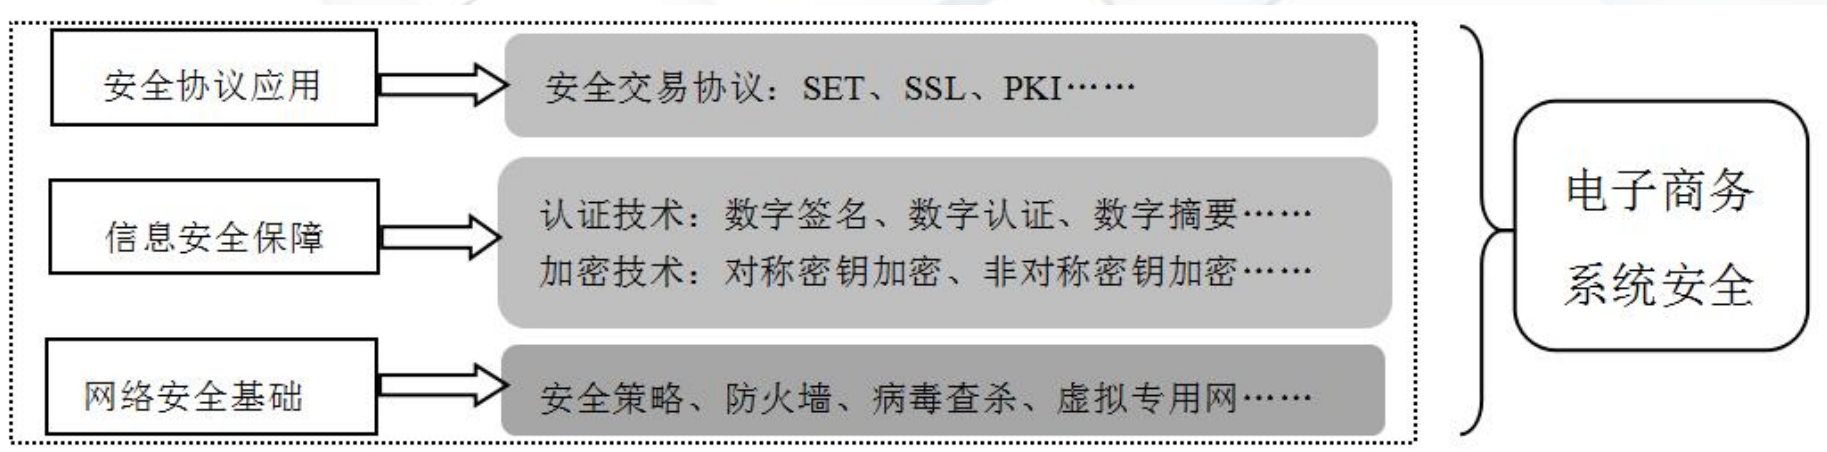 安全协议应用
安全交易协议：SET、SSL、PKI……
信息安全保障
认证技术：数字签名、数字认证、数字摘要……
加密技术：对称密钥加密、非对称密钥加密……
网络安全基础
安全策略、防火墙、病毒查杀、虚拟专用网……
电子商务
系统安全